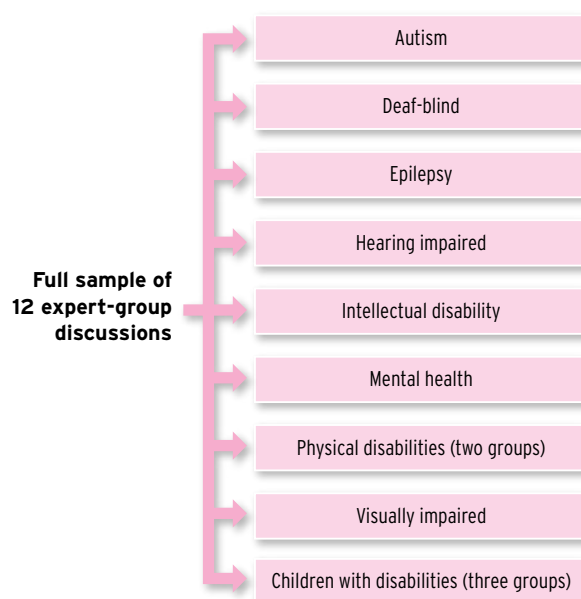 Autism
Deaf-blind
Epilepsy
Hearing impaired
Full sample of
12 expert-group
discussions
Intellectual disability
Mental health
Physical disabilities (two groups)
Visually impaired
Children with disabilities (three groups)